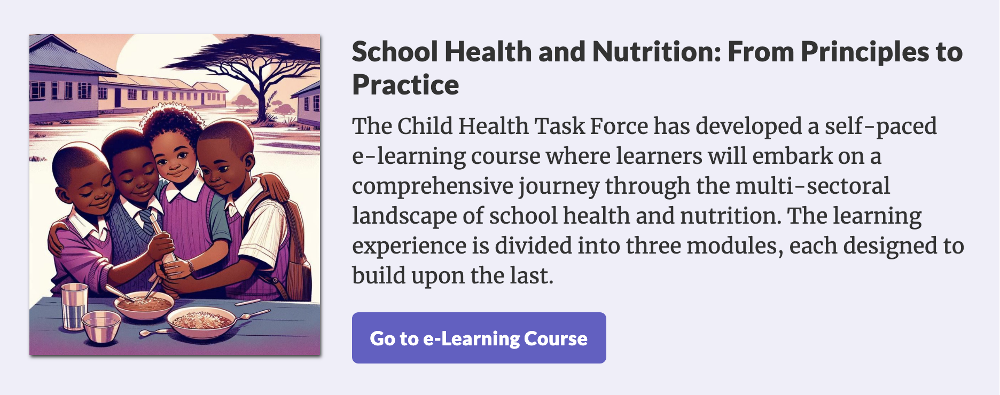 School Health and Nutrition: From Principles to
Practice
The Child Health Task Force has developed a self-paced
e-learning course where learners will embark on a
comprehensive journey through the multi-sectoral
landscape of school health and nutrition. The learning
experience is divided into three modules, each designed to
build upon the last.
Go to e-Learning Course